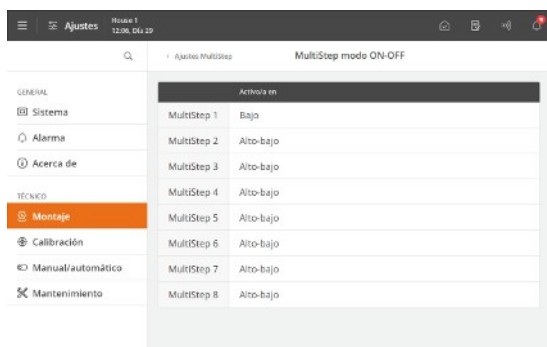 Ajustes
House 1
12:06, Día 29
Ajustes MultiStep
MultiStep modo ON-OFF
GENERAL
Sistema
Alarma
Acerca de
TÉCNICO
Montaje
Calibración
Manual/automático
Mantenimiento
Activo/a en
MultiStep 1 Bajo
MultiStep 2 Alto-bajo
MultiStep 3 Alto-bajo
MultiStep 4 Alto-bajo
MultiStep 5 Alto-bajo
MultiStep 6 Alto-bajo
MultiStep 7 Alto-bajo
MultiStep 8 Alto-bajo